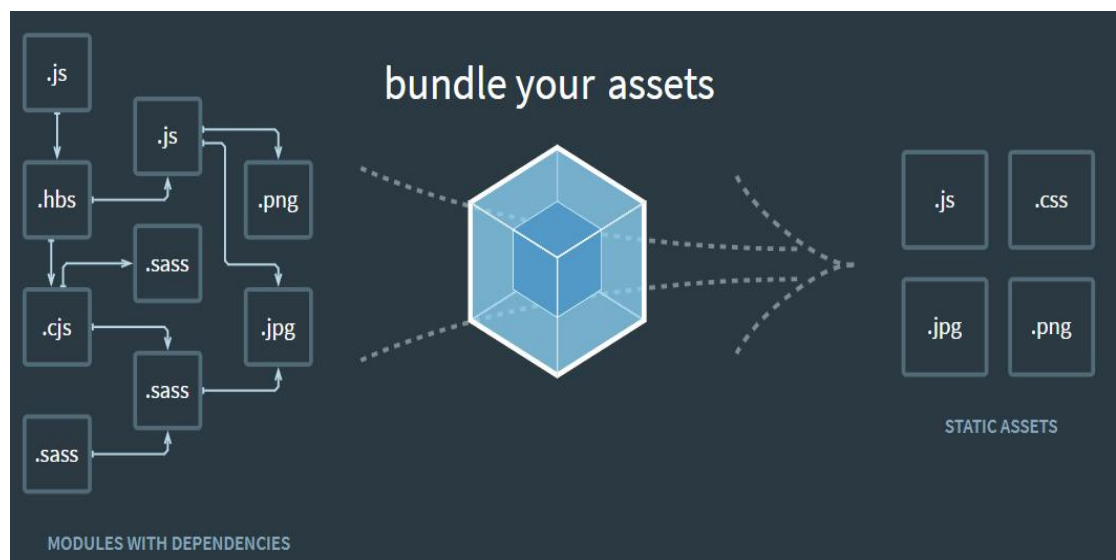 bundle your assets
.js
.js
.hbs
.png
.sass
.cjs
.jpg
.sass
.sass
MODULES WITH DEPENDENCIES
.js
.css
.jpg
.png
STATIC ASSETS